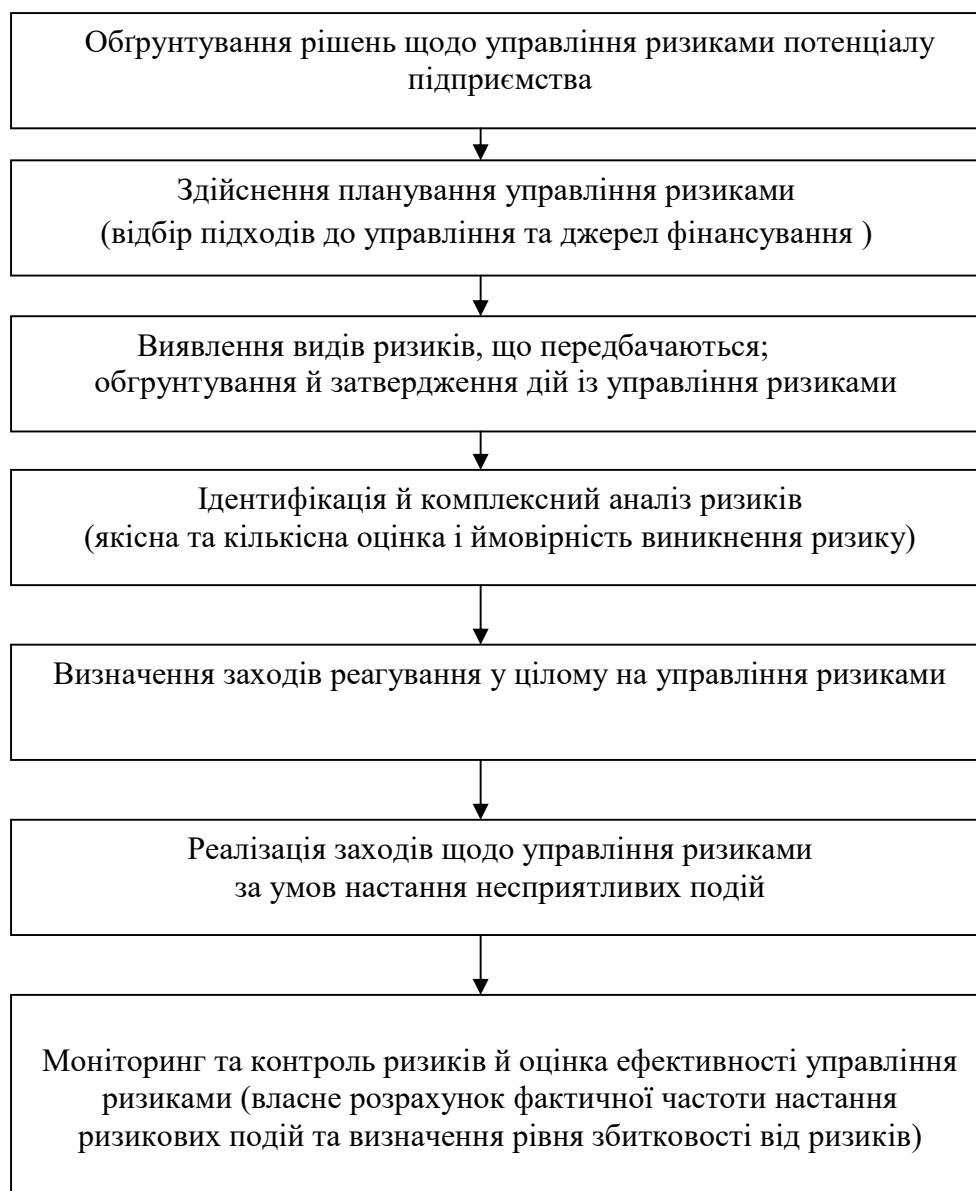 Обґрунтування рішень щодо управління ризиками потенціалу
підприємства
Здійснення планування управління ризиками
(відбір підходів до управління та джерел фінансування )
Виявлення видів ризиків, що передбачаються;
обгрунтування й затвердження дій із управління ризиками
Ідентифікація й комплексний аналіз ризиків
(якісна та кількісна оцінка і ймовірність виникнення ризику)
Визначення заходів реагування у цілому на управління ризиками
Реалізація заходів щодо управління ризиками
за умов настання несприятливих подій
Моніторинг та контроль ризиків й оцінка ефективності управління
ризиками (власне розрахунок фактичної частоти настання
ризикових подій та визначення рівня збитковості від ризиків)